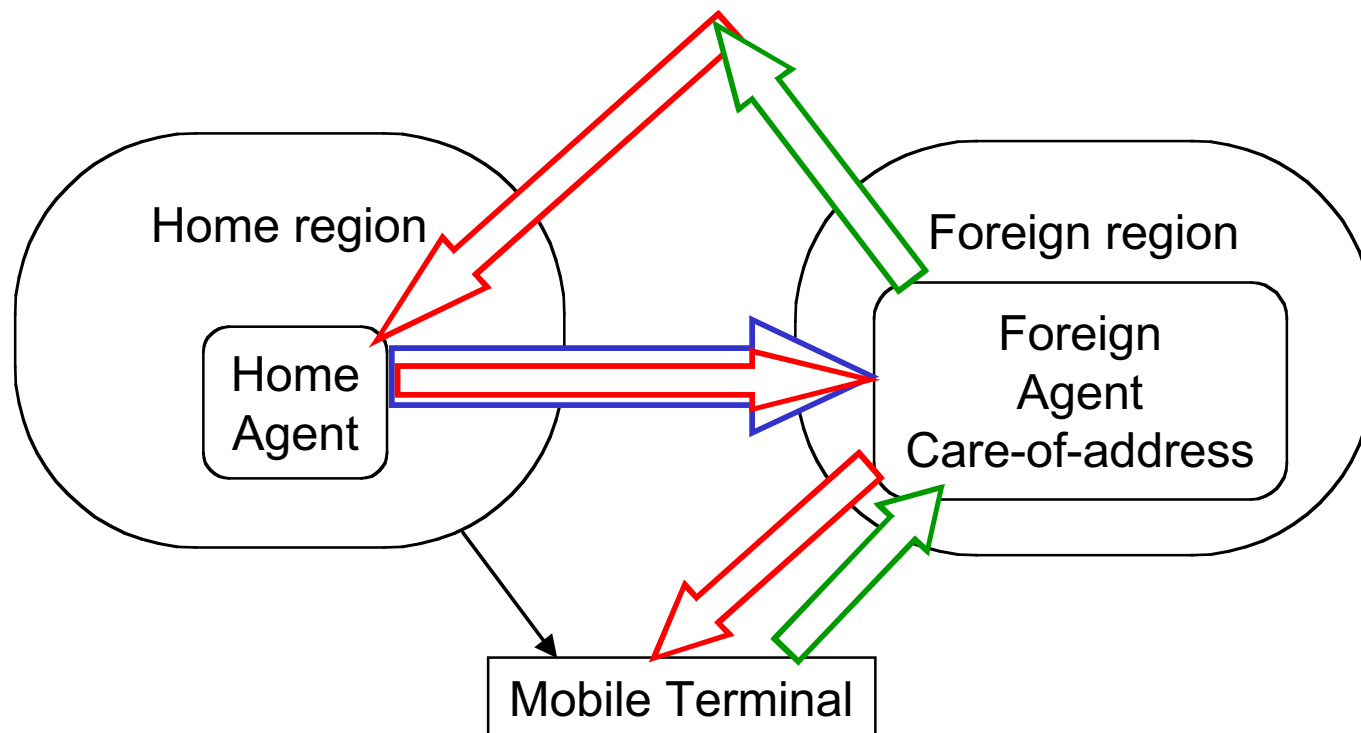 Home region
Foreign region
Home
Agent
Foreign
Agent
Care-of-address
Mobile Terminal